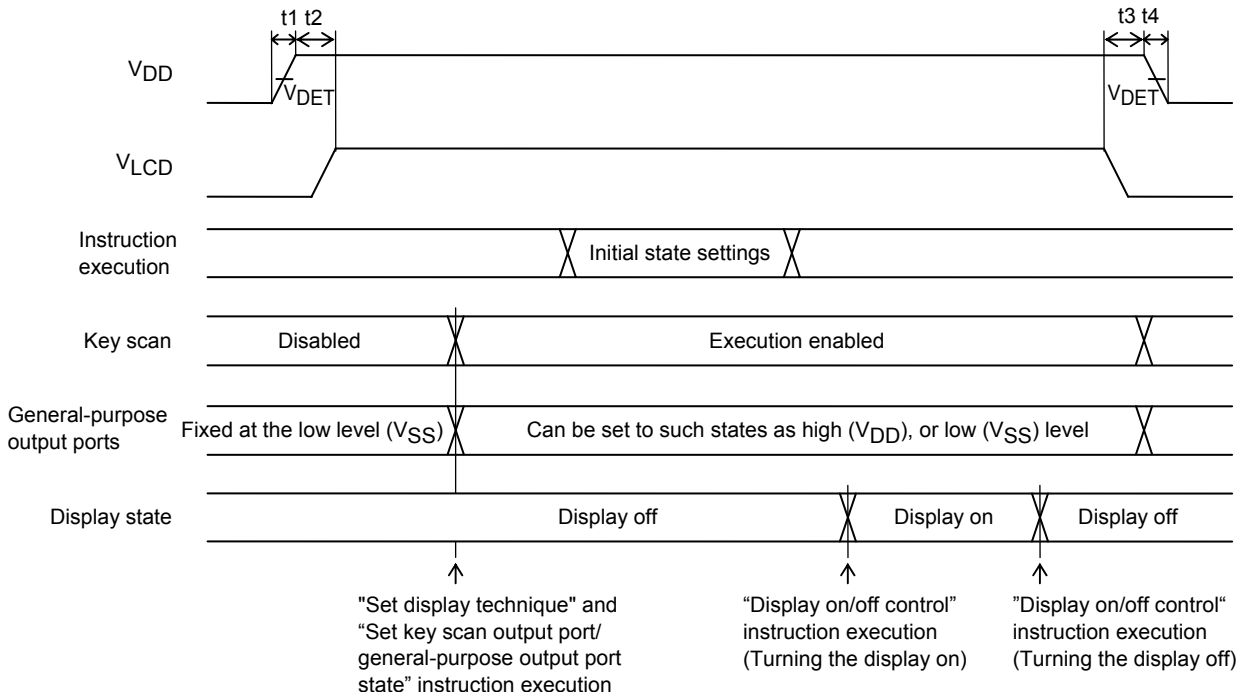 t1 t2
t3 t4
VDD
VDET
VDET
VLCD
Instruction
execution
Initial state settings
Key scan
Disabled
Execution enabled
General-purpose
output ports
Fixed at the low level (VSS)
Can be set to such states as high (VDD), or low (VSS) level
Display state
Display off
Display on
Display off
"Set display technique" and
“Set key scan output port/
general-purpose output port
state” instruction execution
“Display on/off control“
instruction execution
(Turning the display on)
”Display on/off control“
instruction execution
(Turning the display off)